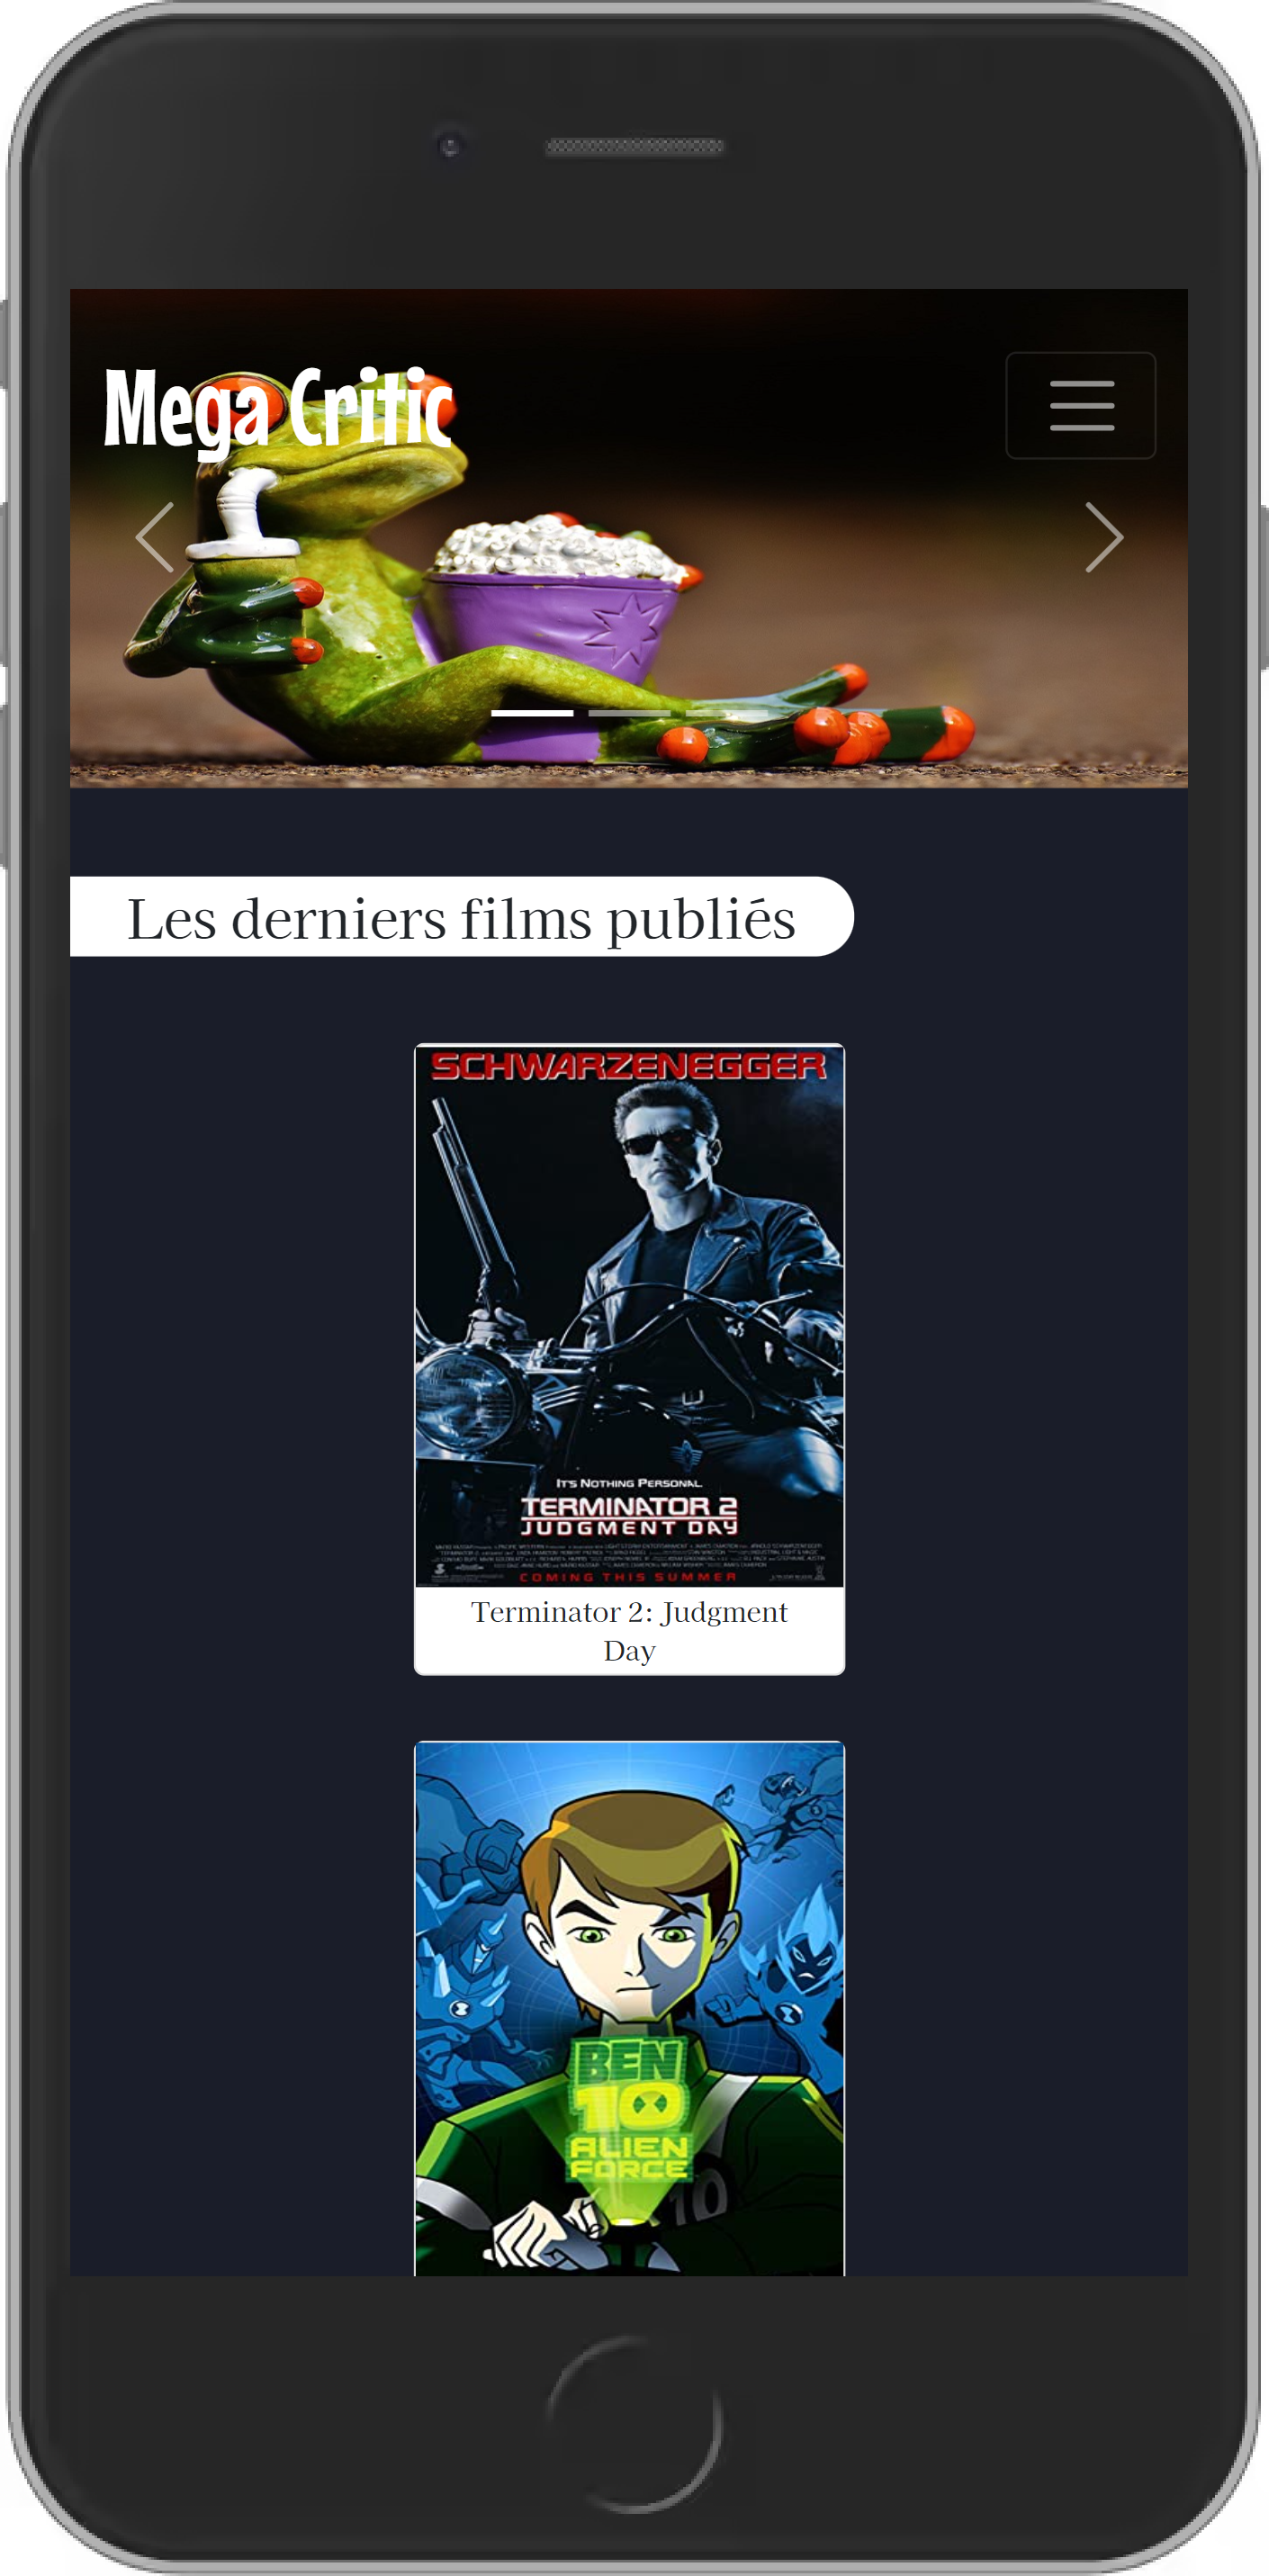 Mega Critic
Les derniers films publiés
SCHWARZENEGGER
IT'S NOTHING PERSONAL.
TERMINATOR 2
JUDGMENT DAY
COMING THIS SUMMER
Terminator 2: Judgment
Day
BEN
10
ALIEN
FORCE
10